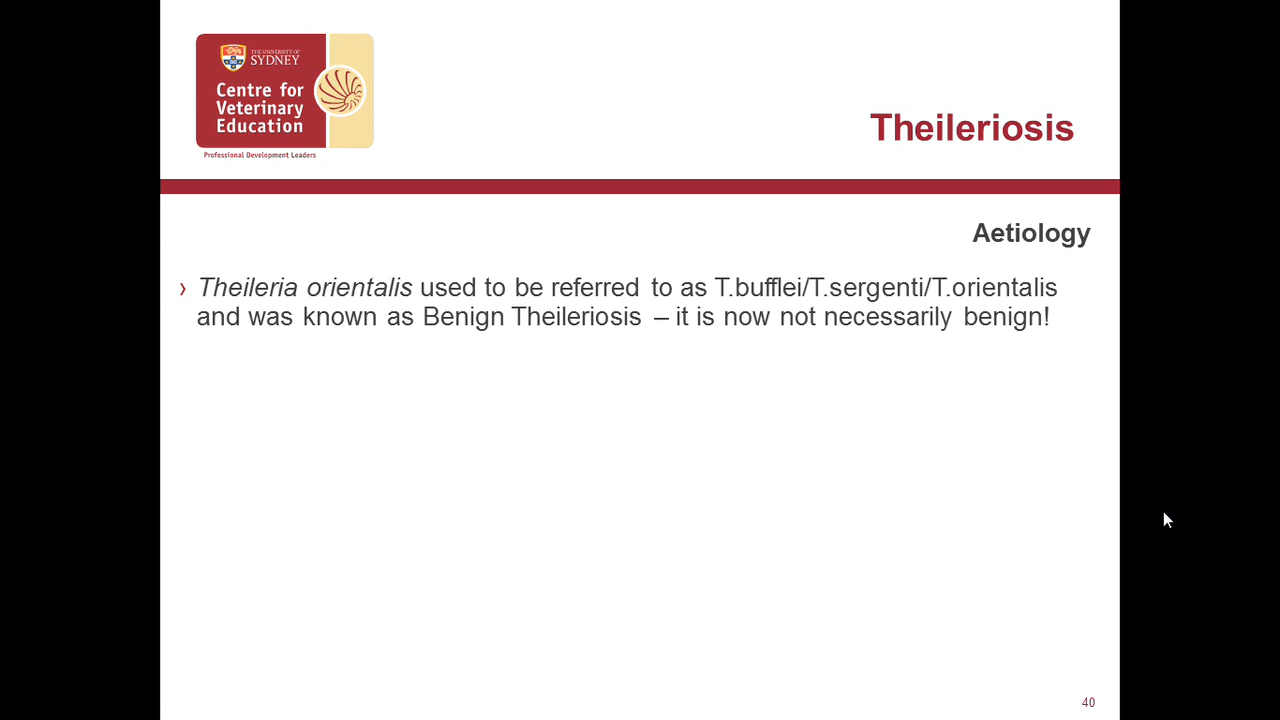 THE UNIVERSITY OF
SYDNEY
Centre for
Veterinary
Education
Professional Development Leaders
Theileriosis
Aetiology
› Theileria orientalis used to be referred to as T.bufflei/T.sergenti/T.orientalis
and was known as Benign Theileriosis – it is now not necessarily benign!
40